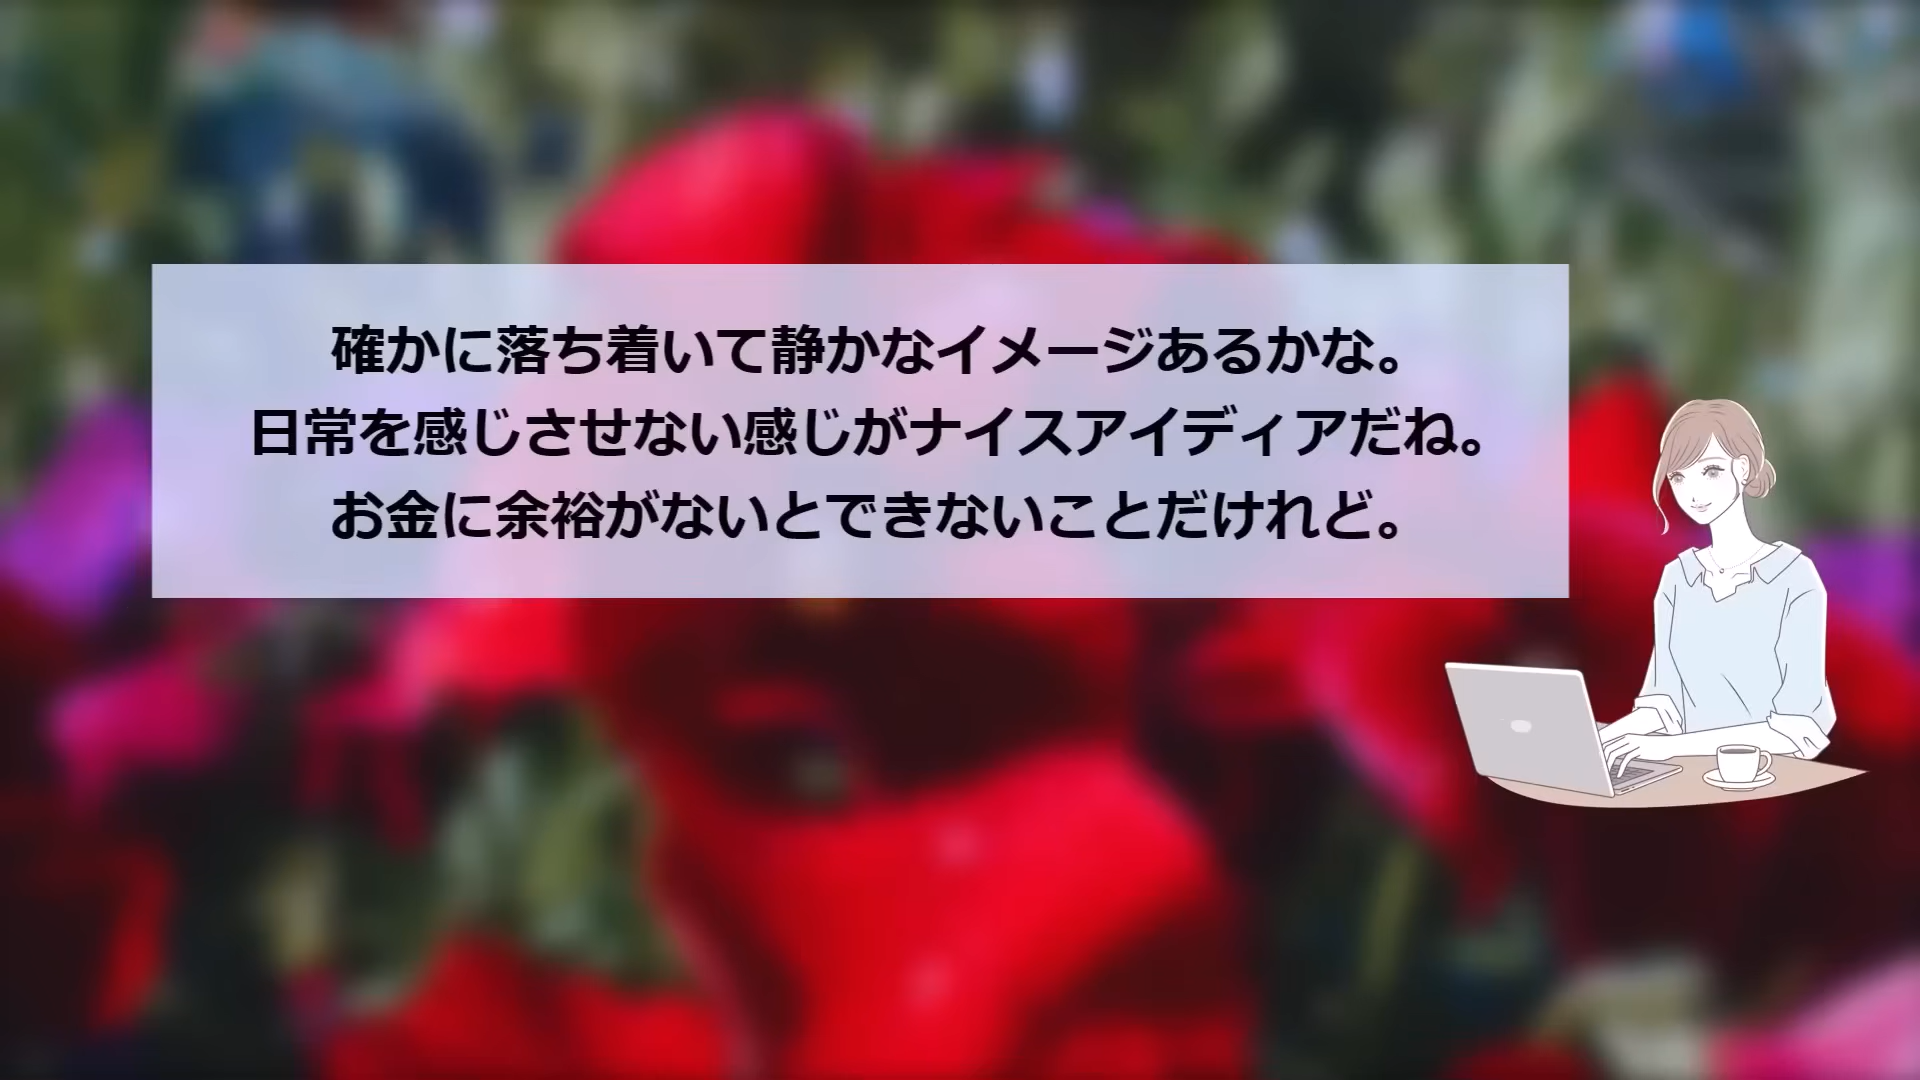 確かに落ち着いて静かなイメージあるかな。
日常を感じさせない感じがナイスアイディアだね。
お金に余裕がないとできないことだけれど。